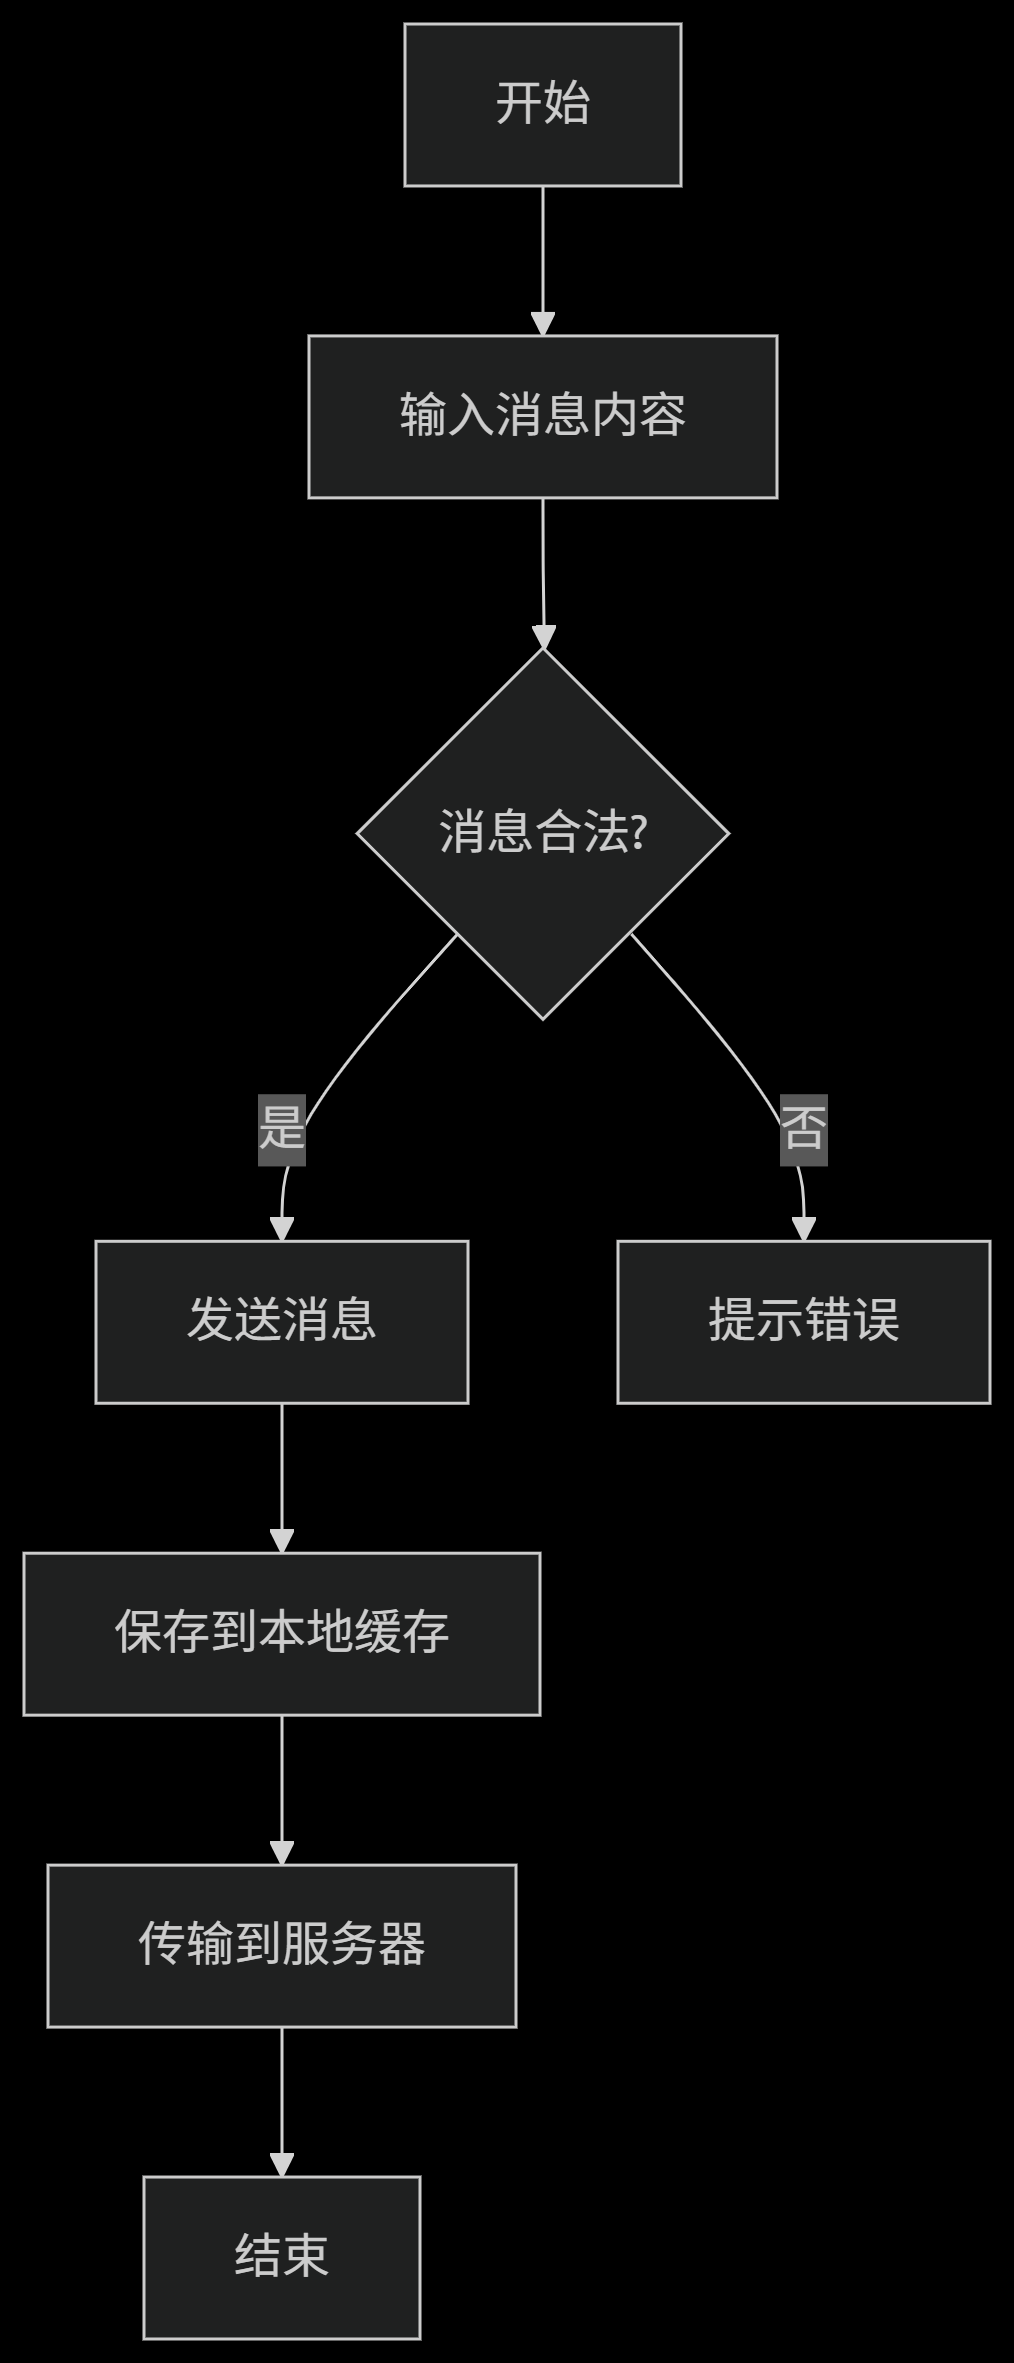 开始
输入消息内容
消息合法?
是
否
发送消息
提示错误
保存到本地缓存
传输到服务器
结束